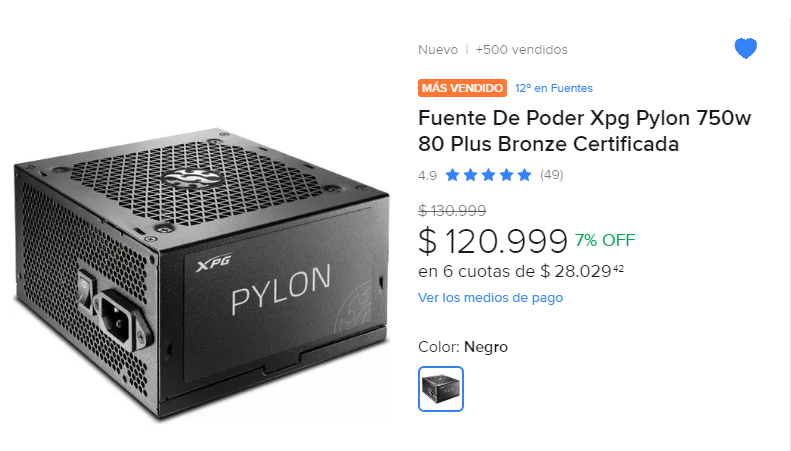 Nuevo | +500 vendidos
MÁS VENDIDO 12º en Fuentes
Fuente De Poder Xpg Pylon 750w
80 Plus Bronze Certificada
4.9 (49)
$ 130.999
$ 120.999 7% OFF
en 6 cuotas de $ 28.029 42
Ver los medios de pago
Color: Negro
XPG
PYLON